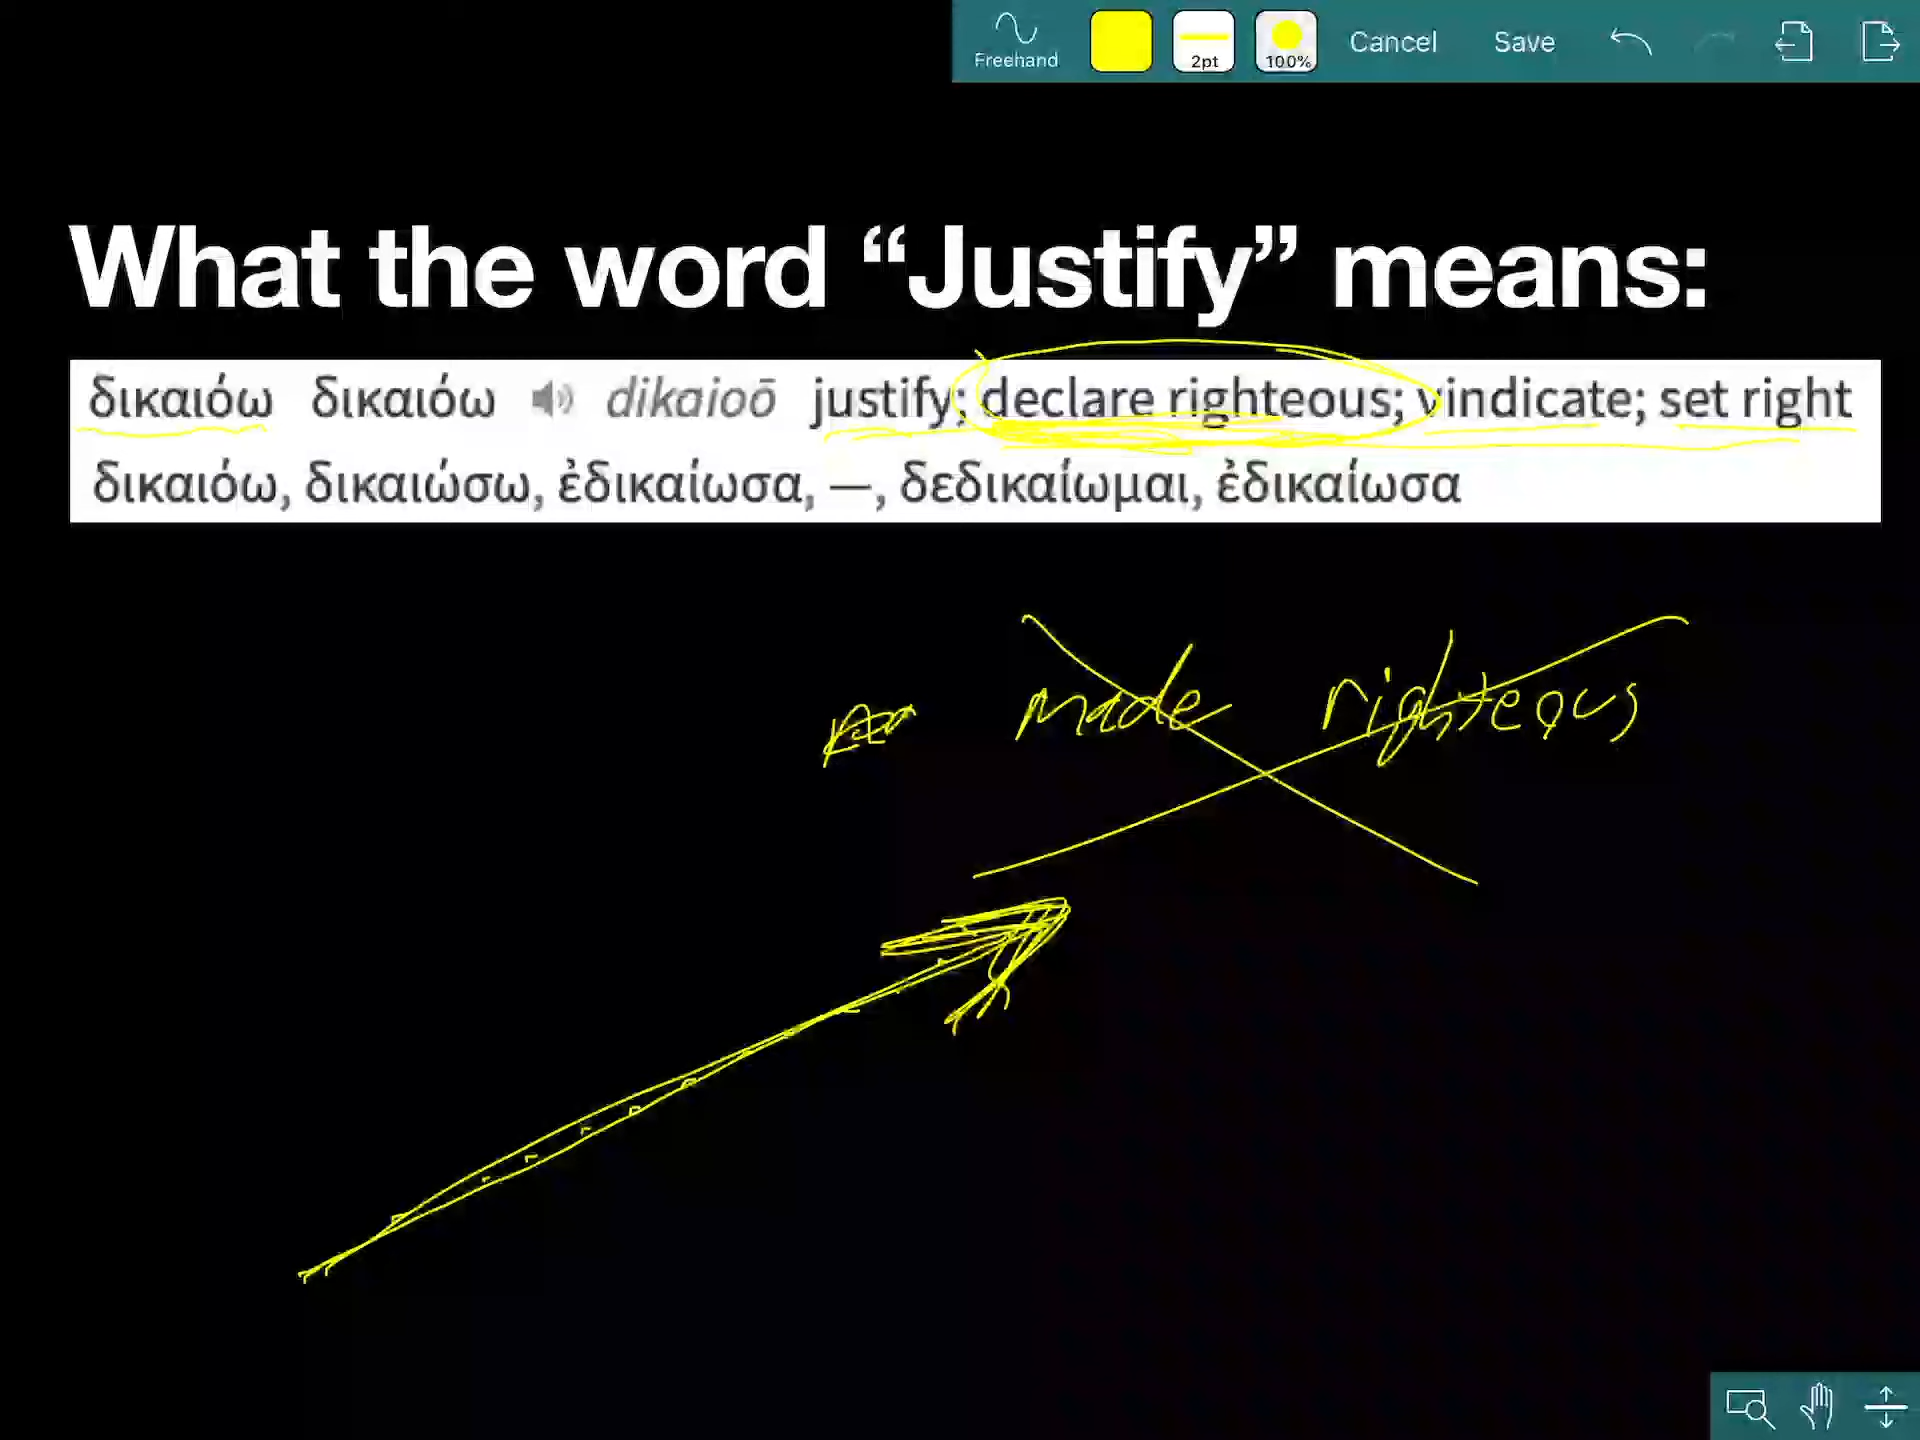 Freehand 2pt 100% Cancel Save
What the word “Justify” means:
δικαιόω δικαιόω dikaioō justify; declare righteous; vindicate; set right
δικαιόω, δικαιώσω, ἐδικαίωσα, —, δεδικαίωμαι, ἐδικαίωσα
made righteous